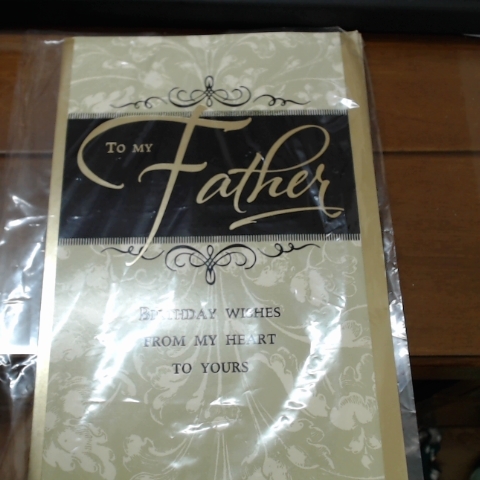 To my
Father
Birthday wishes
from my heart
to yours